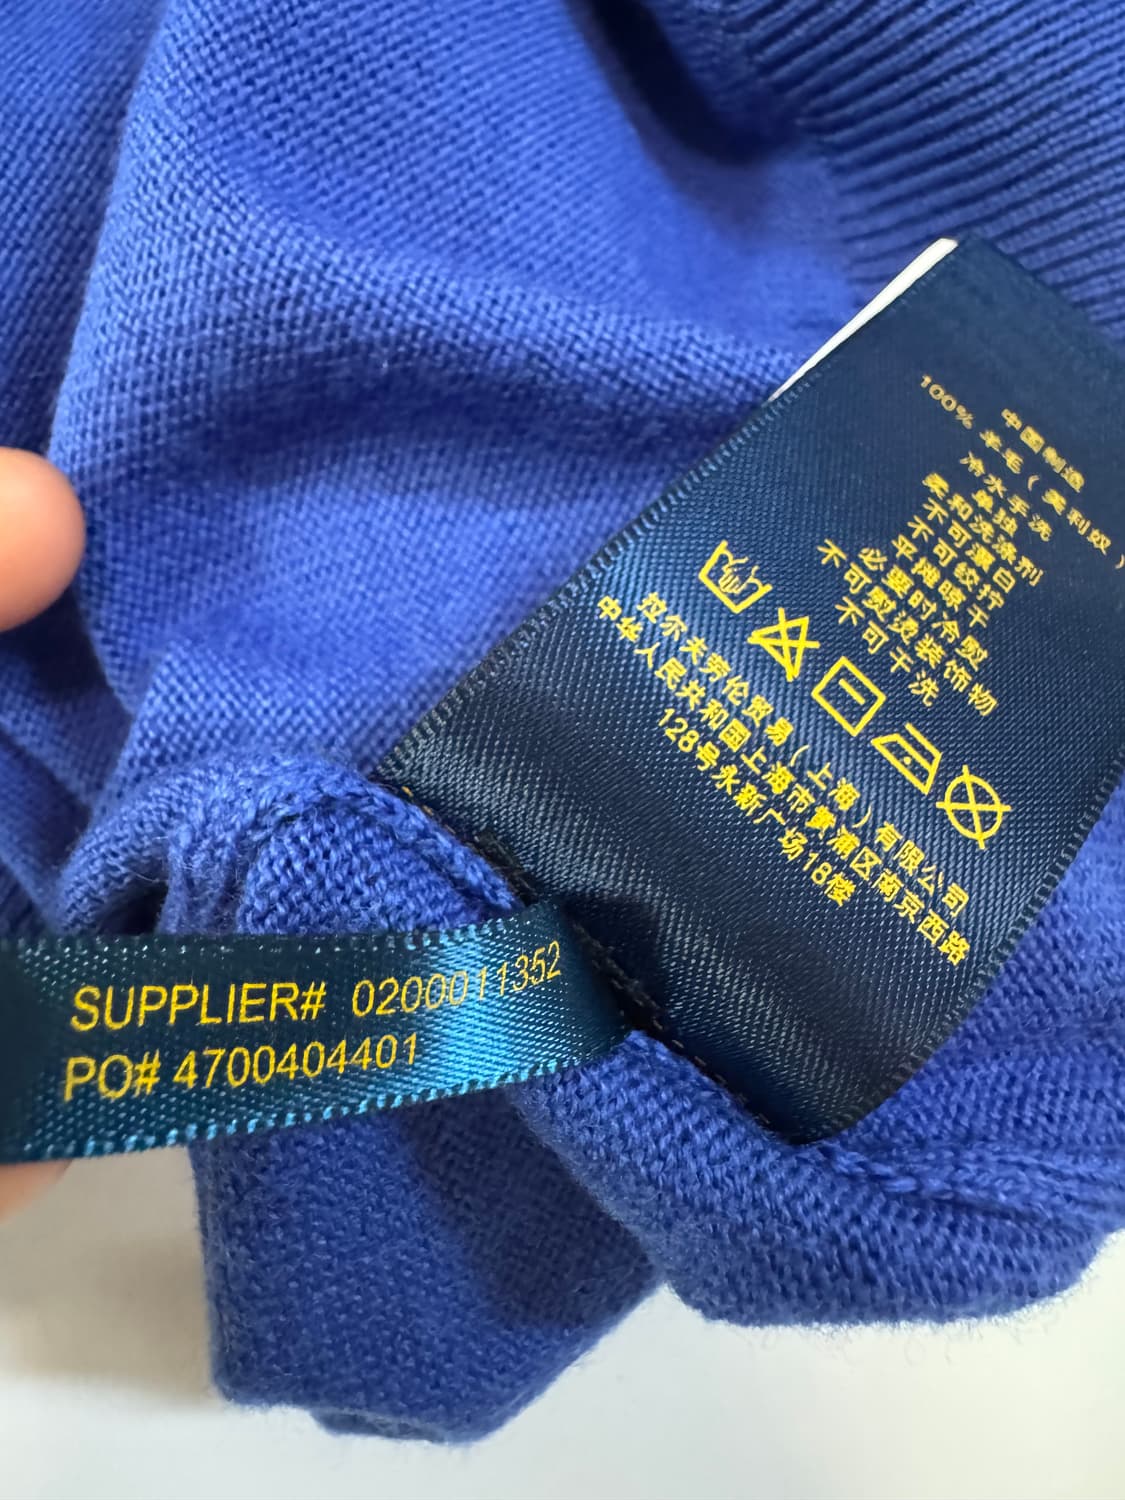 中国制造
100% 羊毛 ( 美利奴 )
冷水手洗
单独
柔和洗涤剂
不可漂白
不可绞拧
平摊晾干
必要时冷熨
不可熨烫装饰物
不可干洗
拉尔夫劳伦贸易 ( 上海 ) 有限公司
中华人民共和国上海市黄浦区南京西路
128号永新广场18楼
SUPPLIER# 0200011352
PO# 4700404401